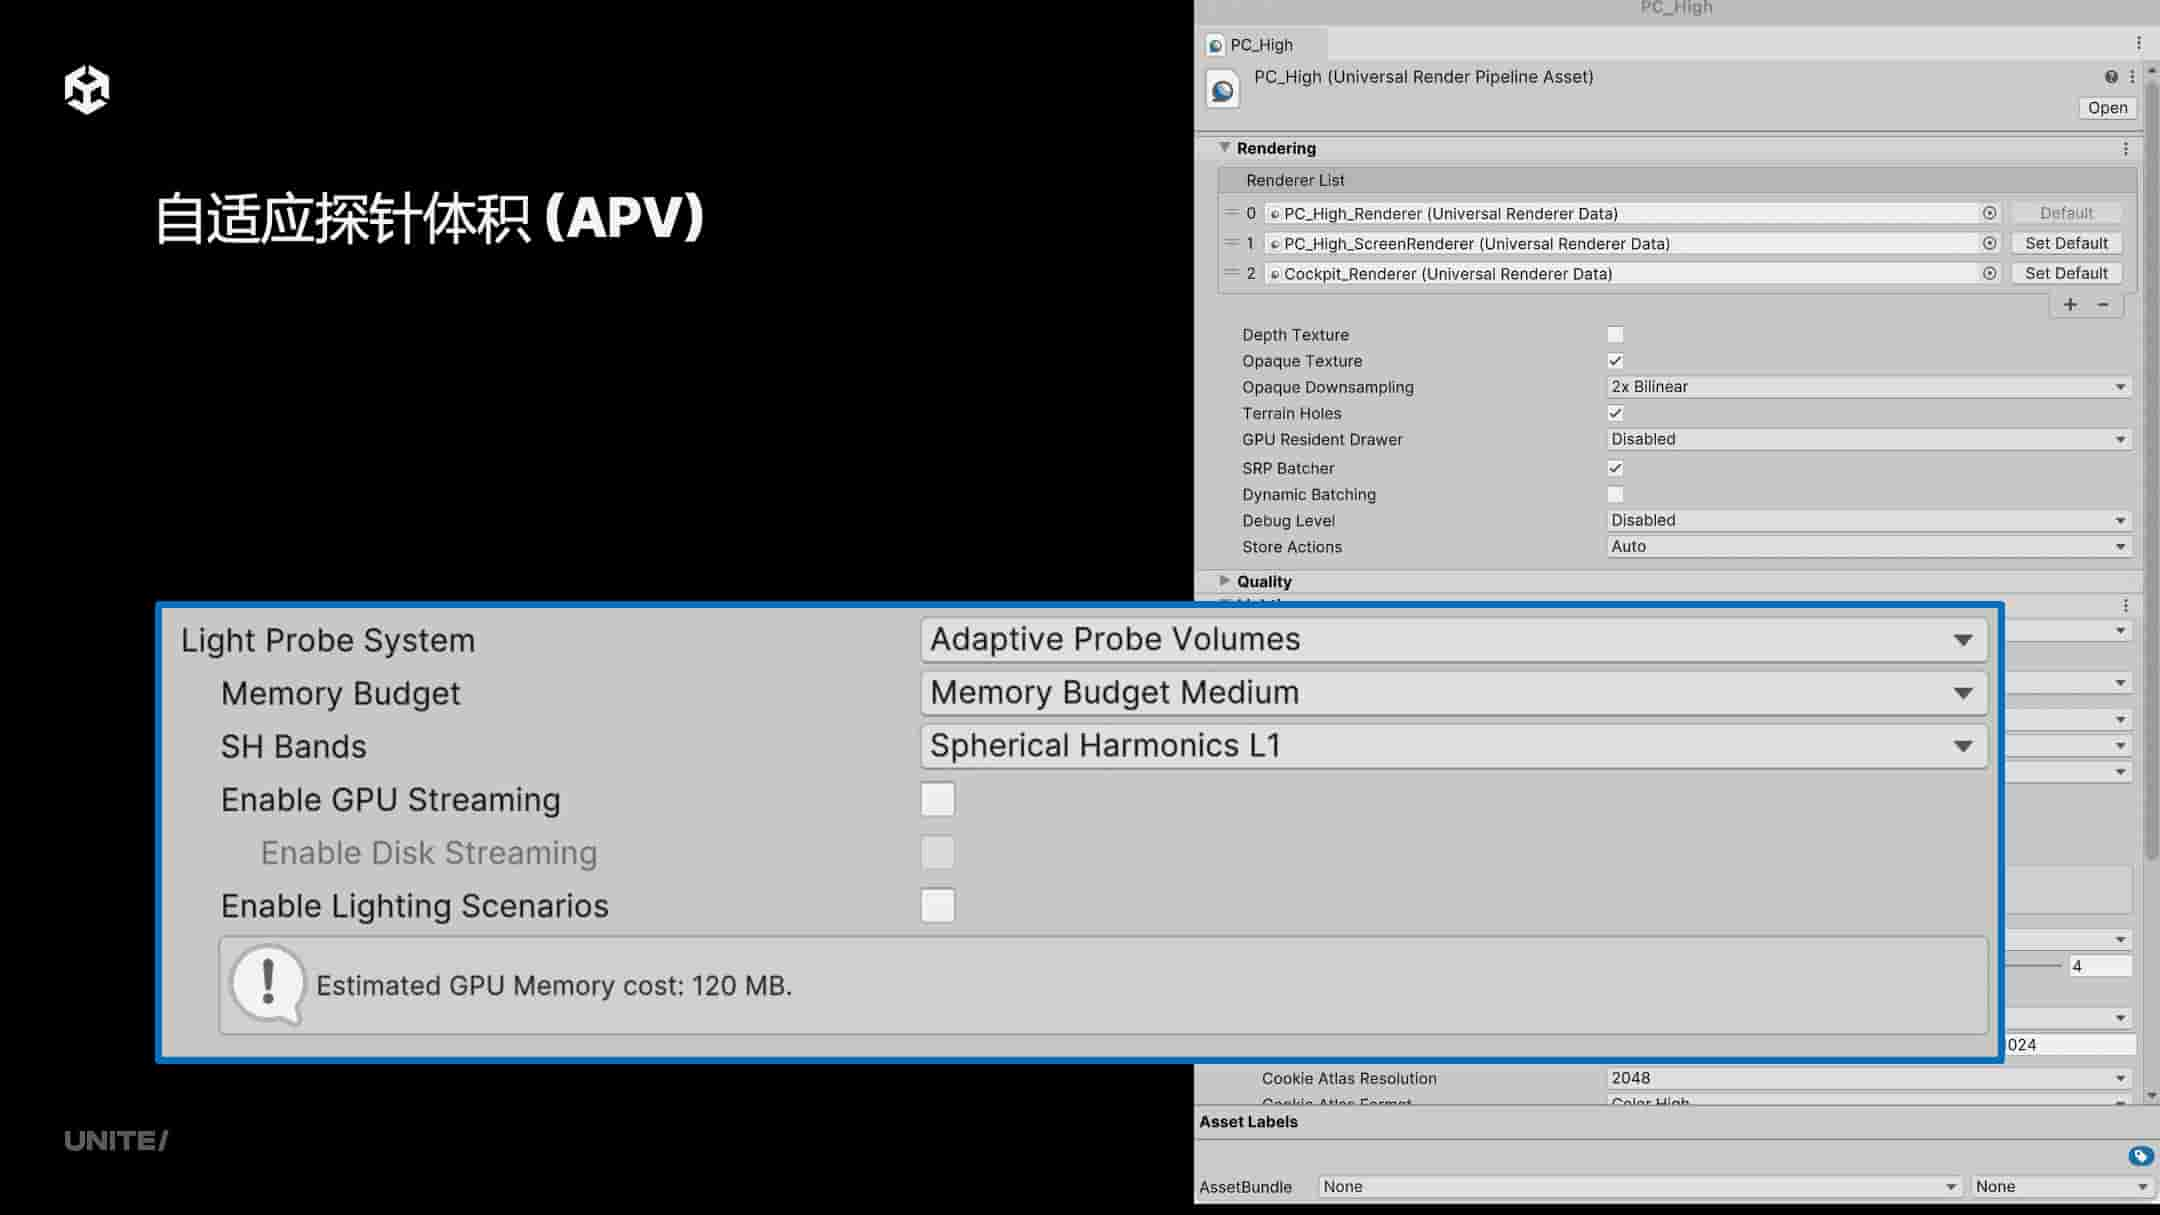 PC_High
PC_High
PC_High (Universal Render Pipeline Asset)
Open
自适应探针体积 (APV)
Rendering
Renderer List
0 PC_High_Renderer (Universal Renderer Data) Default
1 PC_High_ScreenRenderer (Universal Renderer Data) Set Default
2 Cockpit_Renderer (Universal Renderer Data) Set Default
Depth Texture
Opaque Texture
Opaque Downsampling 2x Bilinear
Terrain Holes
GPU Resident Drawer Disabled
SRP Batcher
Dynamic Batching
Debug Level Disabled
Store Actions Auto
Quality
Light Probe System Adaptive Probe Volumes
Memory Budget Memory Budget Medium
SH Bands Spherical Harmonics L1
Enable GPU Streaming
Enable Disk Streaming
Enable Lighting Scenarios
4
Estimated GPU Memory cost: 120 MB.
024
Cookie Atlas Resolution 2048
Cookie Atlas Format Color High
Asset Labels
UNITE/
AssetBundle None None